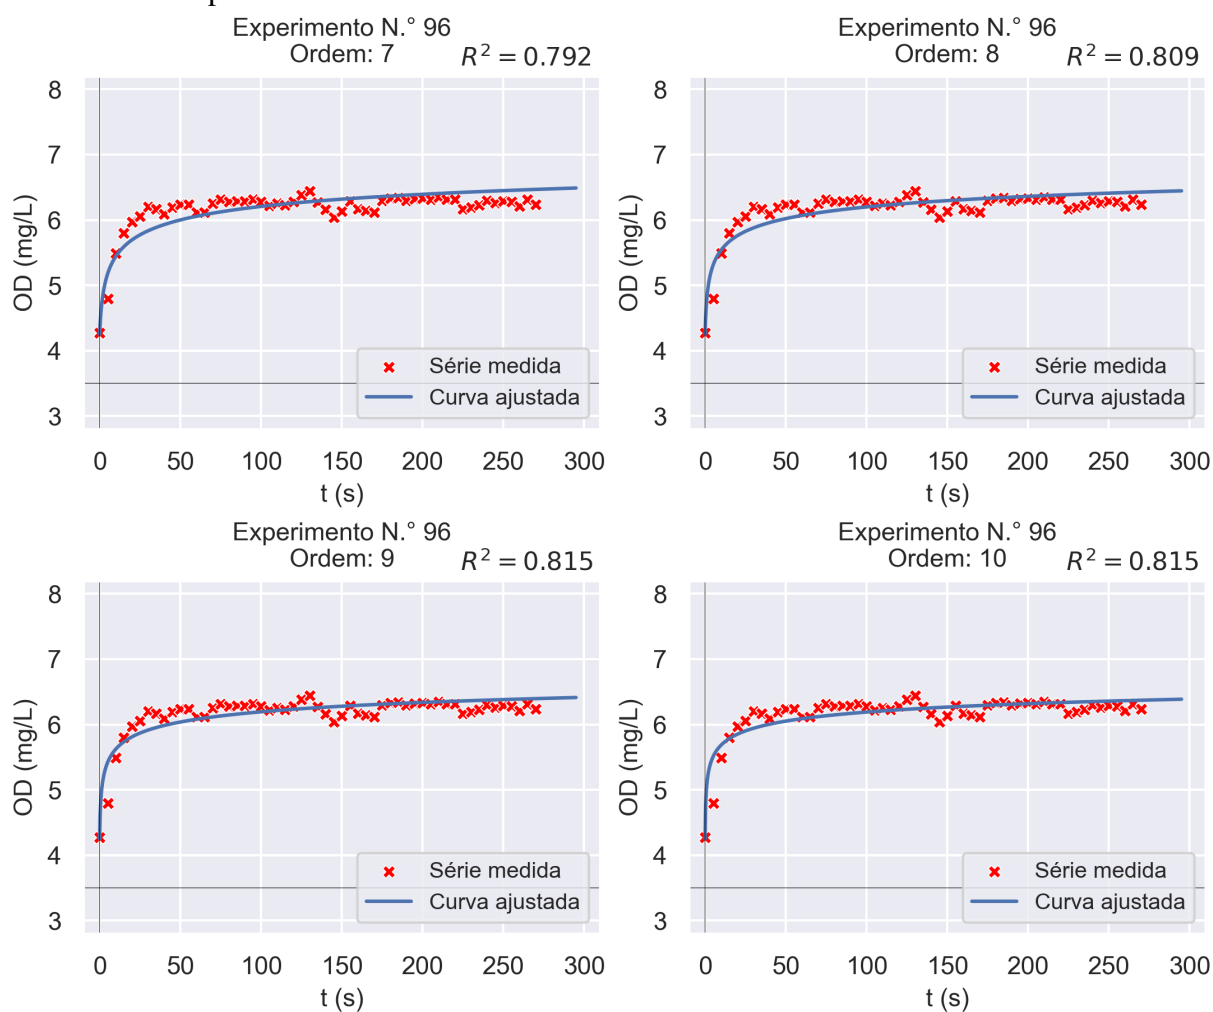 Experimento N.° 96
Ordem: 7 R² = 0.792
8
7
6
5
4
3
OD (mg/L)
Série medida
Curva ajustada
0 50 100 150 200 250 300
t (s)
Experimento N.° 96
Ordem: 8 R² = 0.809
8
7
6
5
4
3
OD (mg/L)
Série medida
Curva ajustada
0 50 100 150 200 250 300
t (s)
Experimento N.° 96
Ordem: 9 R² = 0.815
8
7
6
5
4
3
OD (mg/L)
Série medida
Curva ajustada
0 50 100 150 200 250 300
t (s)
Experimento N.° 96
Ordem: 10 R² = 0.815
8
7
6
5
4
3
OD (mg/L)
Série medida
Curva ajustada
0 50 100 150 200 250 300
t (s)